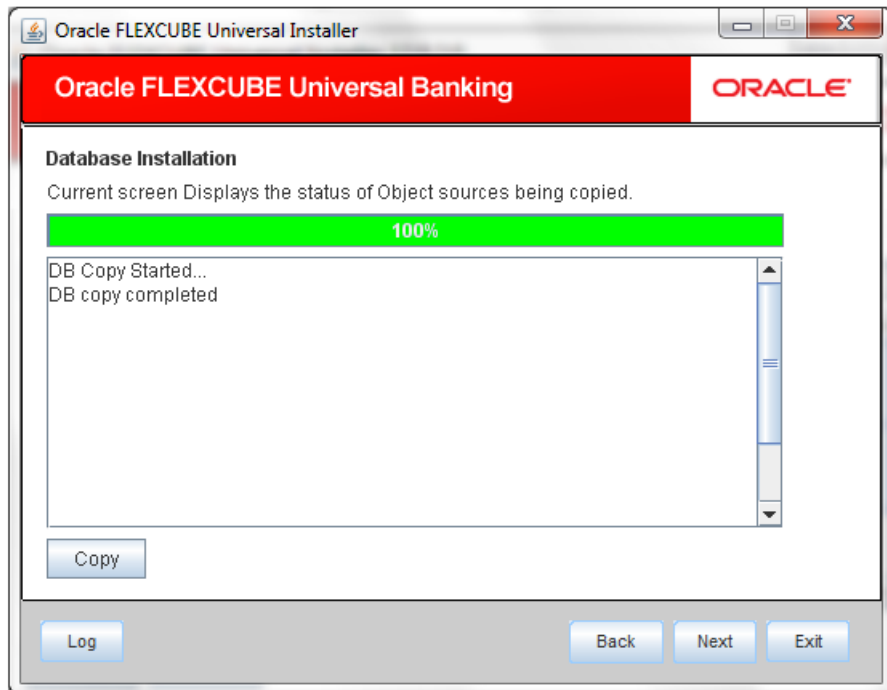 Oracle FLEXCUBE Universal Installer
Oracle FLEXCUBE Universal Banking
ORACLE
Database Installation
Current screen Displays the status of Object sources being copied.
100%
DB Copy Started...
DB copy completed
Copy
Log
Back
Next
Exit